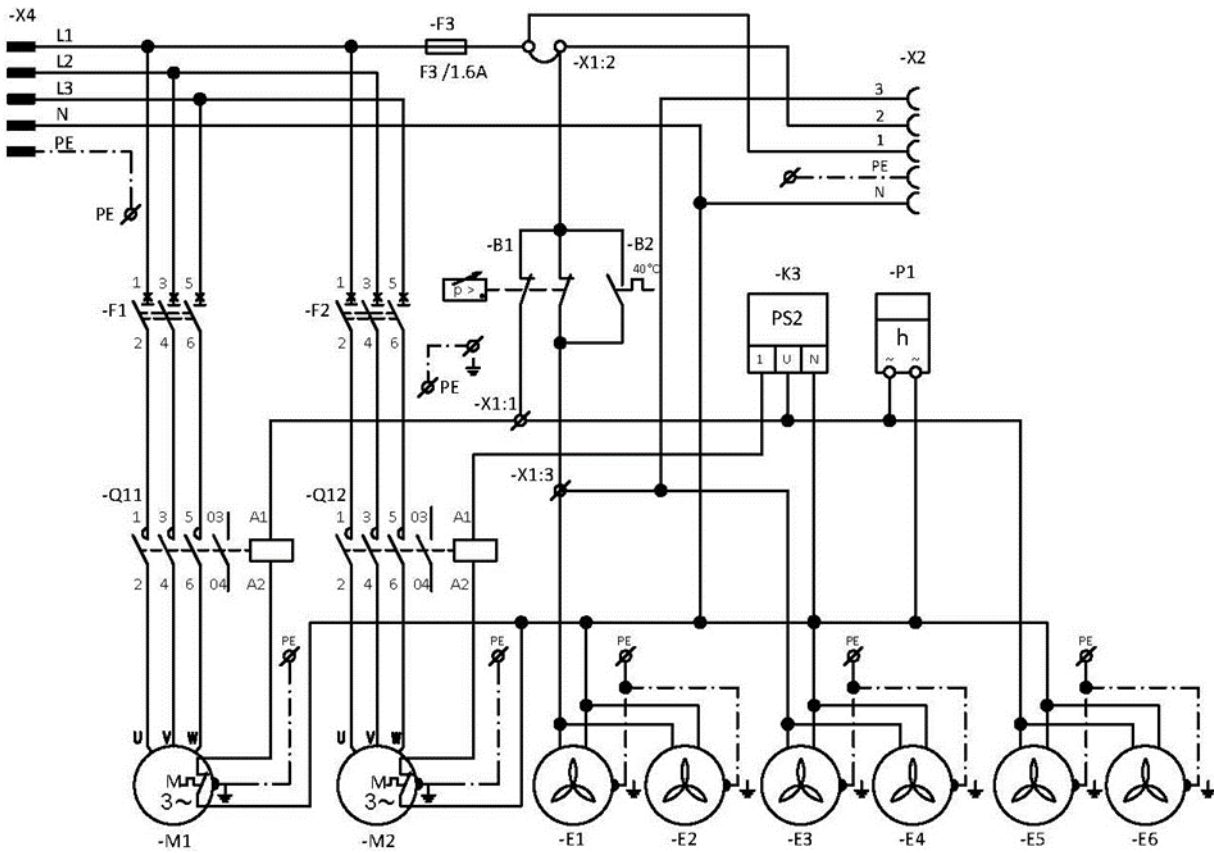 -X4
L1
L2
L3
N
PE
PE
-F3
F3 /1.6A
-X1:2
-X2
3
2
1
PE
N
-B1
-B2
40°C
p >
-K3
PS2
1 U N
-P1
h
~ ~
1 3 5
-F1
2 4 6
1 3 5
-F2
2 4 6
PE
-X1:1
-X1:3
-Q11
1 3 5 03 A1
2 4 6 04 A2
-Q12
1 3 5 03 A1
2 4 6 04 A2
PE
PE
PE
PE
PE
U V W
M
3~
-M1
U V W
M
3~
-M2
-E1
-E2
-E3
-E4
-E5
-E6